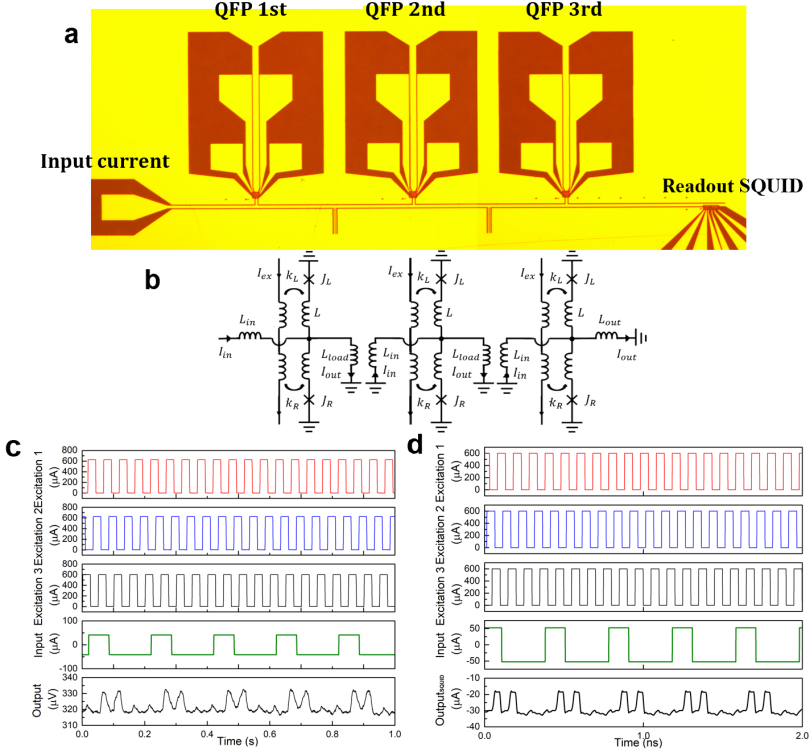 QFP 1st QFP 2nd QFP 3rd
a
Input current
Readout SQUID
b
I_ex k_L J_L I_ex k_L J_L I_ex k_L J_L
L_in L L_in L L_in L L_out
I_in L_load I_in L_load I_in I_out
I_out I_out
k_R J_R k_R J_R k_R J_R
c
Excitation 1
(μA)
800
600
400
200
0
Excitation 2
(μA)
800
600
400
200
0
Excitation 3
(μA)
800
600
400
200
0
Input
(μA)
100
0
-100
Output
(μV)
340
330
320
310
0.0 0.2 0.4 0.6 0.8 1.0
Time (s)
d
Excitation 1
(μA)
600
400
200
0
Excitation 2
(μA)
600
400
200
0
Excitation 3
(μA)
600
400
200
0
Input
(μA)
50
0
-50
Output_SQUID
(μA)
-10
-20
-30
-40
0.0 0.5 1.0 1.5 2.0
Time (ns)